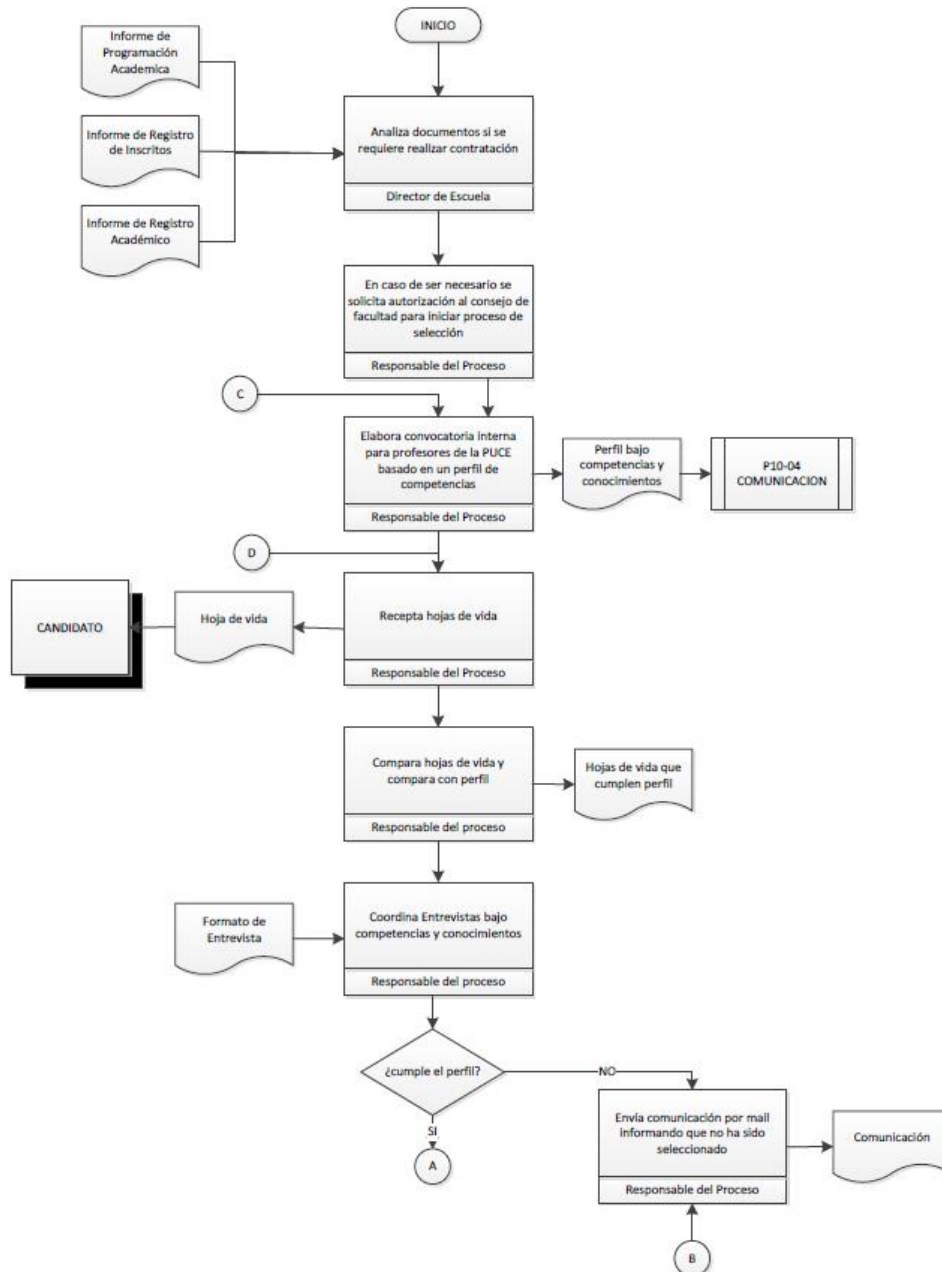 INICIO
Informe de
Programación
Academica
Informe de Registro
de Inscritos
Informe de Registro
Académico
Analiza documentos si se
requiere realizar contratación
Director de Escuela
En caso de ser necesario se
solicita autorización al consejo de
facultad para iniciar proceso de
selección
Responsable del Proceso
C
Elabora convocatoria interna
para profesores de la PUCE
basado en un perfil de
competencias
Responsable del Proceso
Perfil bajo
competencias y
conocimientos
P10-04
COMUNICACION
D
CANDIDATO
Hoja de vida
Recepta hojas de vida
Responsable del Proceso
Compara hojas de vida y
compara con perfil
Responsable del proceso
Hojas de vida que
cumplen perfil
Formato de
Entrevista
Coordina Entrevistas bajo
competencias y conocimientos
Responsable del proceso
¿cumple el perfil?
NO
SI
A
Envía comunicación por mail
informando que no ha sido
seleccionado
Responsable del Proceso
Comunicación
B